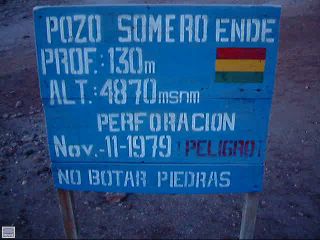 POZO SOMERO ENDE
PROF.: 130m
ALT.: 4870msnm
PERFORACION
Nov.-11-1979 ¡PELIGRO!
NO BOTAR PIEDRAS